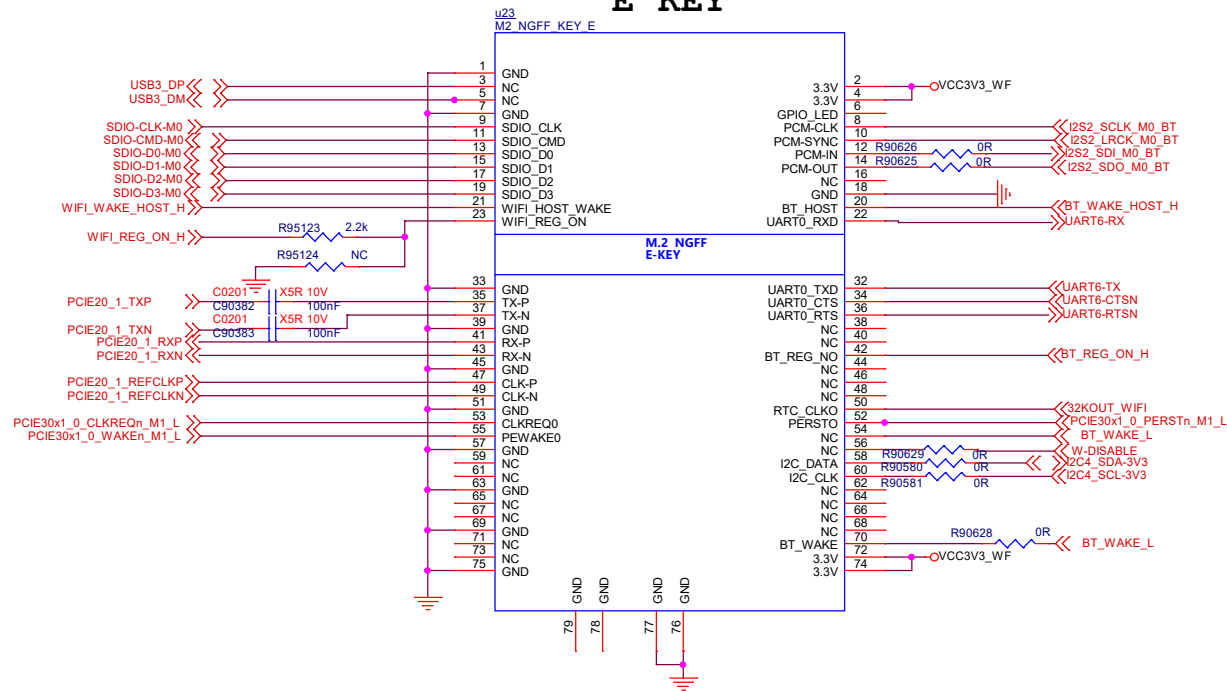 E KEY
u23
M2_NGFF_KEY_E
USB3_DP
USB3_DM
SDIO-CLK-M0
SDIO-CMD-M0
SDIO-D0-M0
SDIO-D1-M0
SDIO-D2-M0
SDIO-D3-M0
WIFI_WAKE_HOST_H
WIFI_REG_ON_H
R95123 2.2k
R95124 NC
1 GND
3 NC
5 NC
7 GND
9 SDIO_CLK
11 SDIO_CMD
13 SDIO_D0
15 SDIO_D1
17 SDIO_D2
19 SDIO_D3
21 WIFI_HOST_WAKE
23 WIFI_REG_ON
3.3V 2 VCC3V3_WF
3.3V 4
GPIO_LED 6
PCM-CLK 8 I2S2_SCLK_M0_BT
PCM-SYNC 10 I2S2_LRCK_M0_BT
PCM-IN 12 R90626 0R I2S2_SDI_M0_BT
PCM-OUT 14 R90625 0R I2S2_SDO_M0_BT
NC 16
GND 18
BT_HOST 20 BT_WAKE_HOST_H
UART0_RXD 22 UART6-RX
M.2 NGFF
E-KEY
PCIE20_1_TXP
C0201 X5R 10V
C90382 100nF
PCIE20_1_TXN
C0201 X5R 10V
C90383 100nF
PCIE20_1_RXP
PCIE20_1_RXN
PCIE20_1_REFCLKP
PCIE20_1_REFCLKN
PCIE30x1_0_CLKREQn_M1_L
PCIE30x1_0_WAKEn_M1_L
33 GND
35 TX-P
37 TX-N
39 GND
41 RX-P
43 RX-N
45 GND
47 CLK-P
49 CLK-N
51 GND
53 CLKREQ0
55 PEWAKE0
57 GND
59 NC
61 NC
63 GND
65 NC
67 NC
69 GND
71 NC
73 NC
75 GND
UART0_TXD 32 UART6-TX
UART0_CTS 34 UART6-CTSN
UART0_RTS 36 UART6-RTSN
NC 38
NC 40
BT_REG_NO 42 BT_REG_ON_H
NC 44
NC 46
NC 48
RTC_CLKO 50 32KOUT_WIFI
PERSTO 52 PCIE30x1_0_PERSTn_M1_L
NC 54 BT_WAKE_L
NC 56 R90629 0R W-DISABLE
I2C_DATA 58 R90580 0R I2C4_SDA-3V3
I2C_CLK 60 R90581 0R I2C4_SCL-3V3
NC 62
NC 64
NC 66
NC 68
BT_WAKE 70 R90628 0R BT_WAKE_L
3.3V 72 VCC3V3_WF
3.3V 74
GND GND GND GND
79 78 77 76